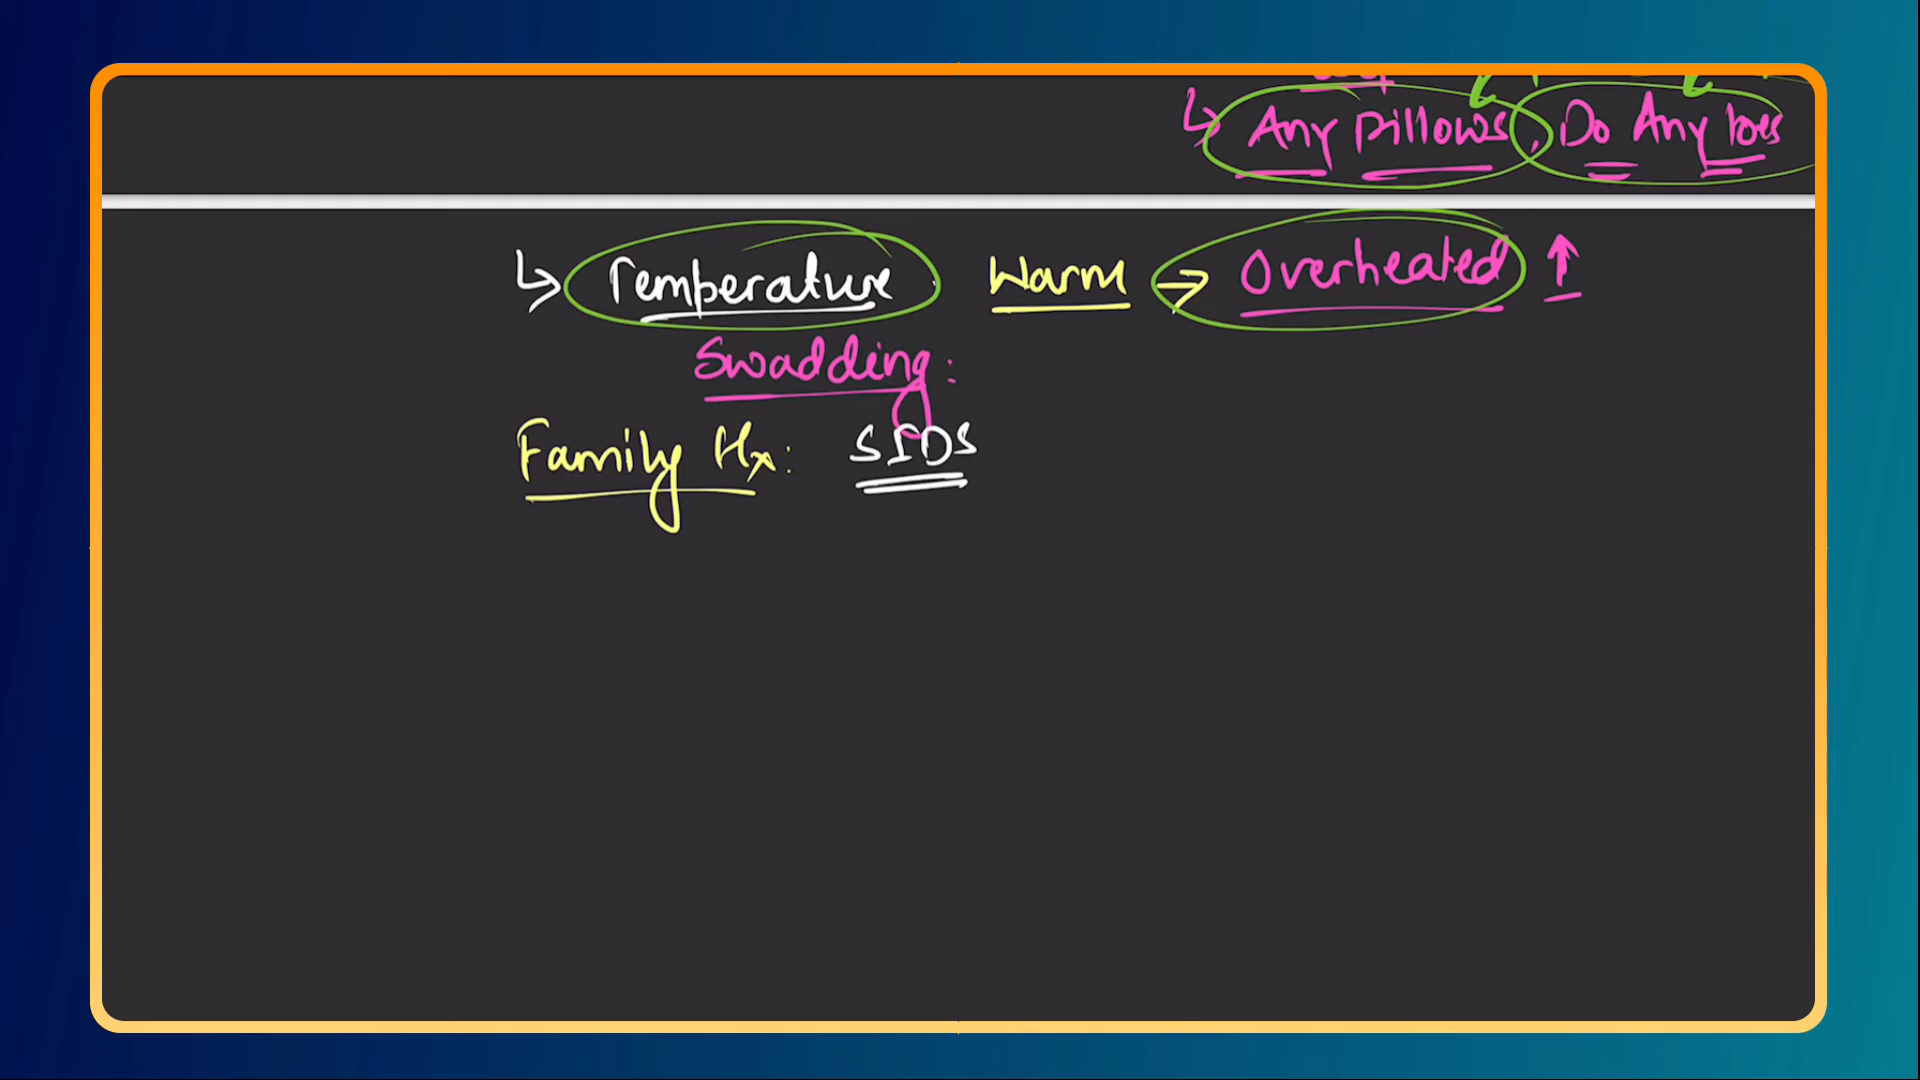 ↳ Any pillows, Do Any toes
↳ Temperature Warm → Overheated ↑
Swadding:
Family Hx: SIDS